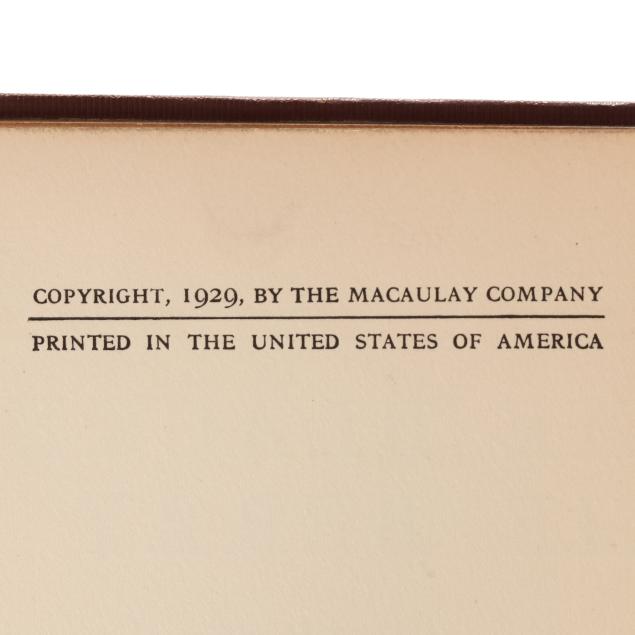 COPYRIGHT, 1929, BY THE MACAULAY COMPANY
PRINTED IN THE UNITED STATES OF AMERICA